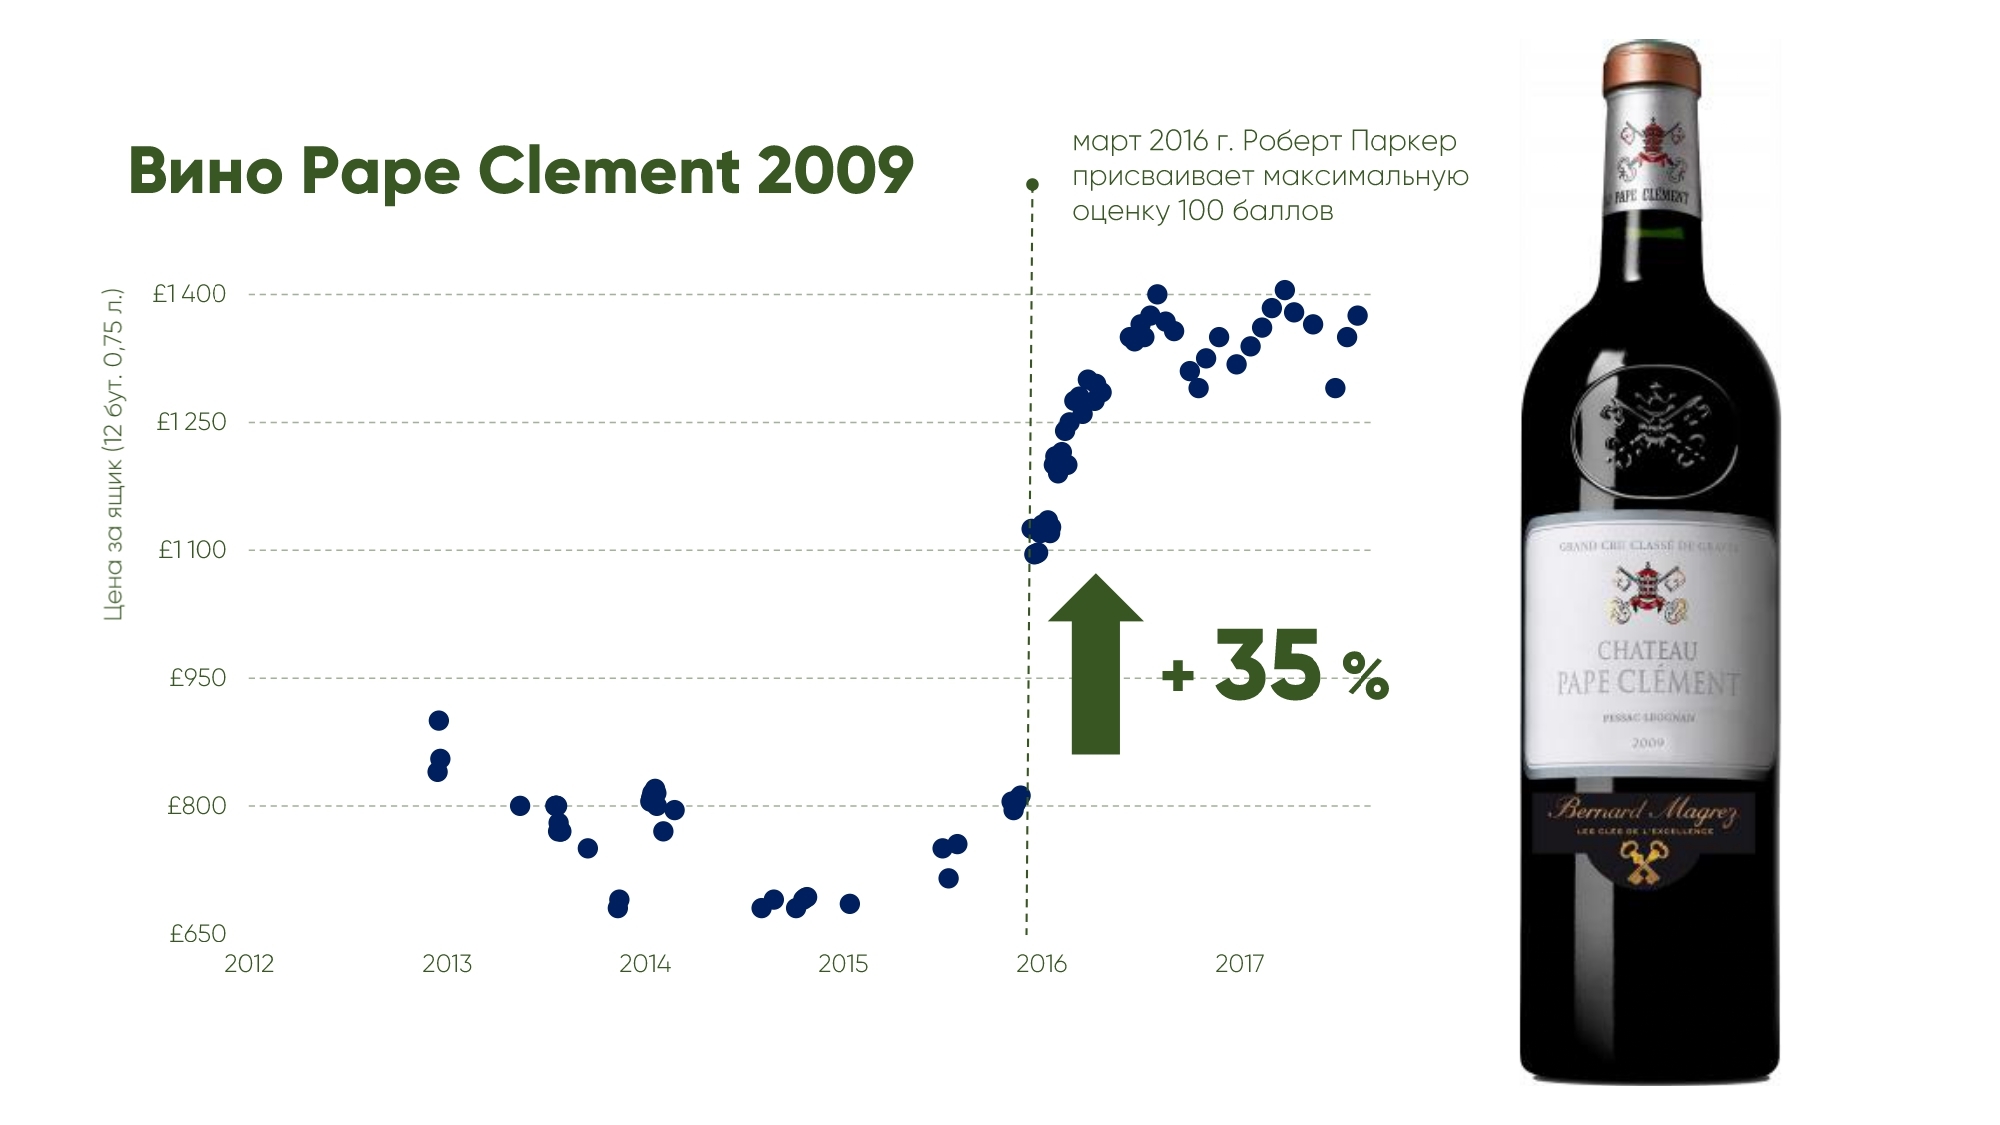 Вино Pape Clement 2009
март 2016 г. Роберт Паркер
присваивает максимальную
оценку 100 баллов
Цена за ящик (12 бут. 0,75 л.)
£1 400
£1 250
£1 100
£950
£800
£650
2012
2013
2014
2015
2016
2017
+ 35 %
PAPE CLÉMENT
GRAND CRU CLASSÉ DE GRAVES
CHATEAU
PAPE CLÉMENT
PESSAC-LÉOGNAN
2009
Bernard Magrez
LES CLÉS DE L'EXCELLENCE